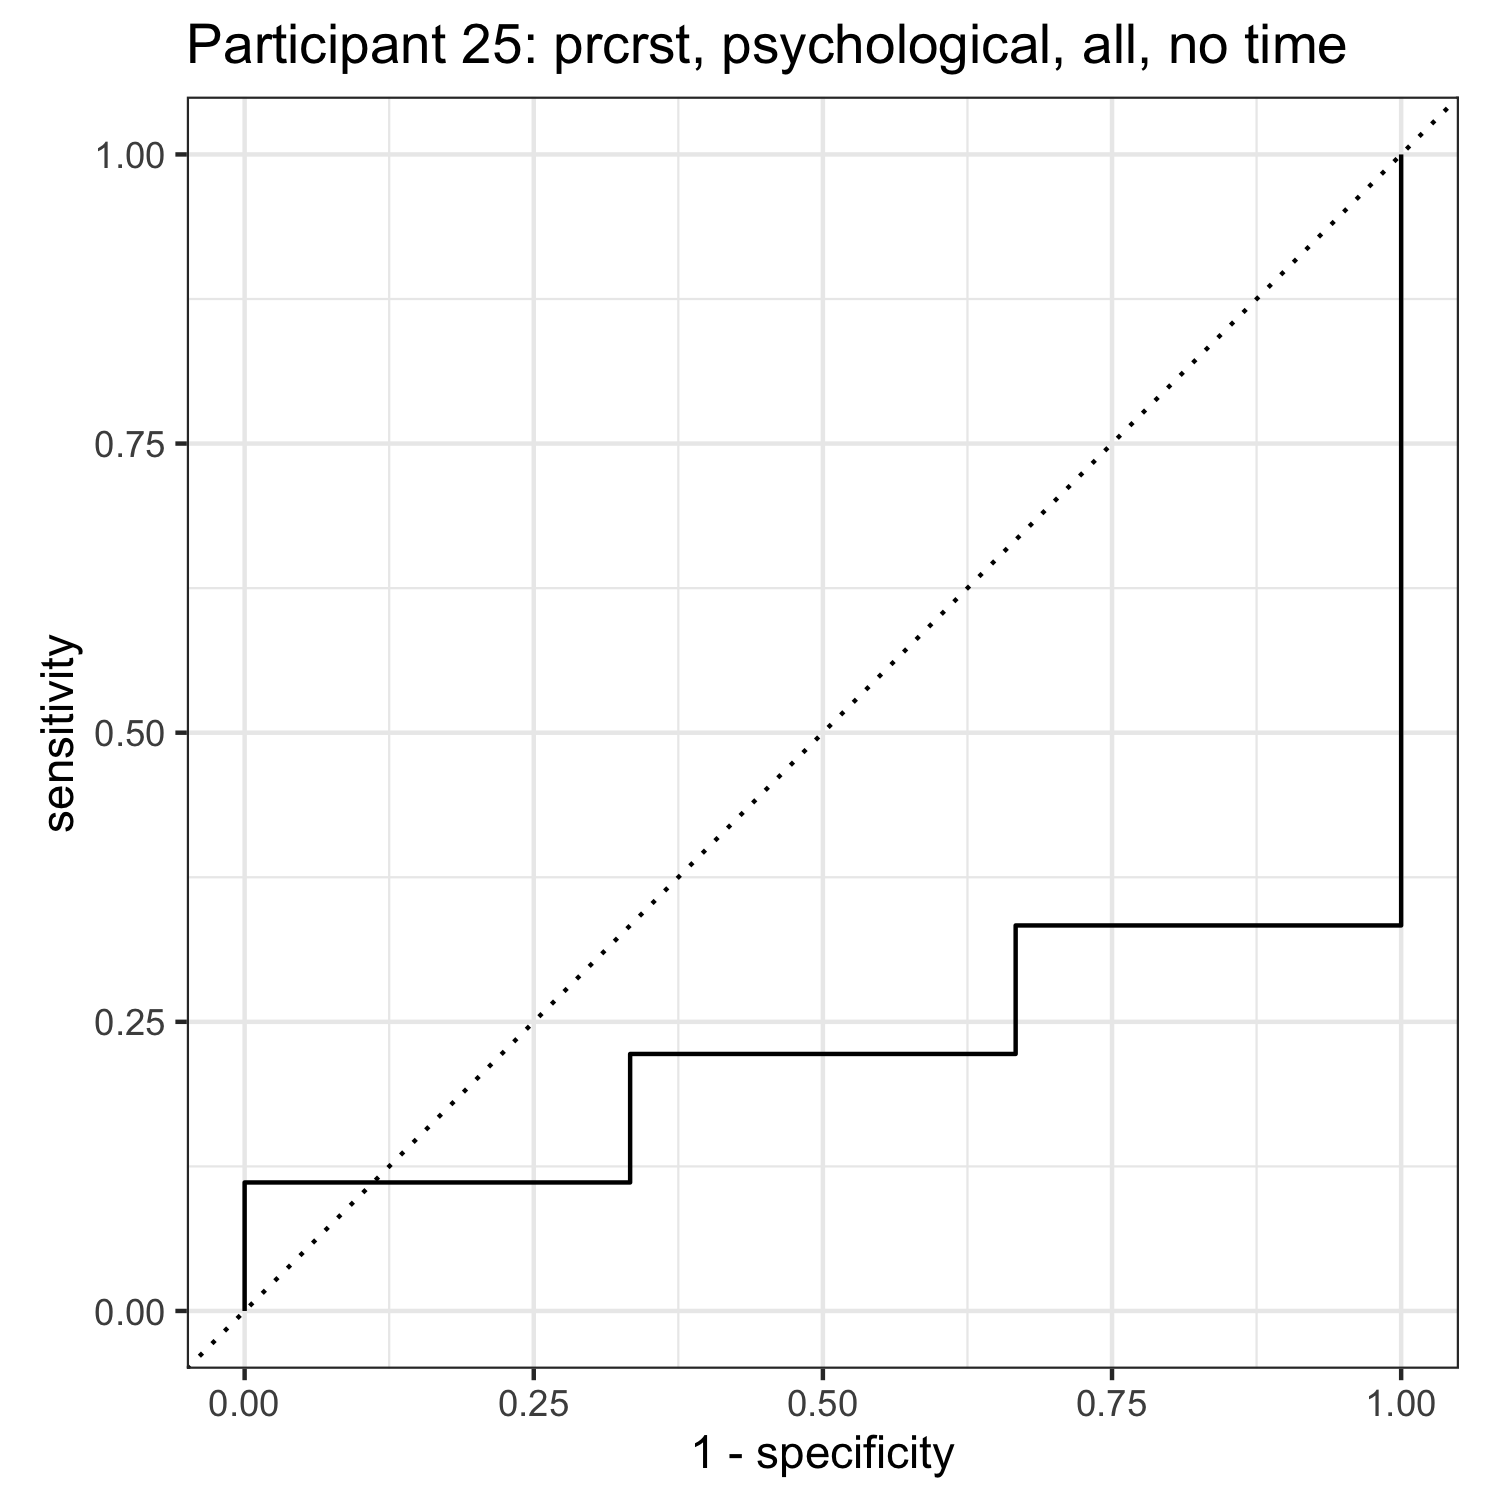 Participant 25: prcrst, psychological, all, no time
1.00
0.75
0.50
0.25
0.00
sensitivity
0.00 0.25 0.50 0.75 1.00
1 - specificity